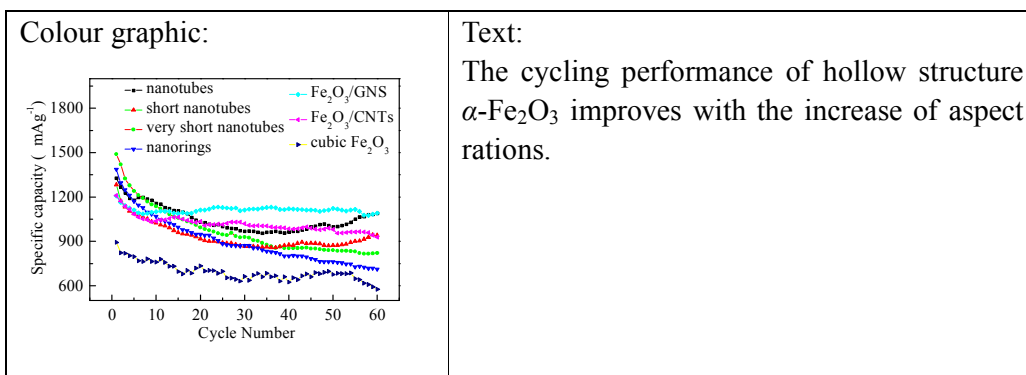 Colour graphic:
nanotubes
short nanotubes
very short nanotubes
nanorings
Fe₂O₃/GNS
Fe₂O₃/CNTs
cubic Fe₂O₃
Specific capacity ( mAg⁻¹)
1800
1500
1200
900
600
0 10 20 30 40 50 60
Cycle Number
Text:
The cycling performance of hollow structure
α-Fe₂O₃ improves with the increase of aspect
rations.